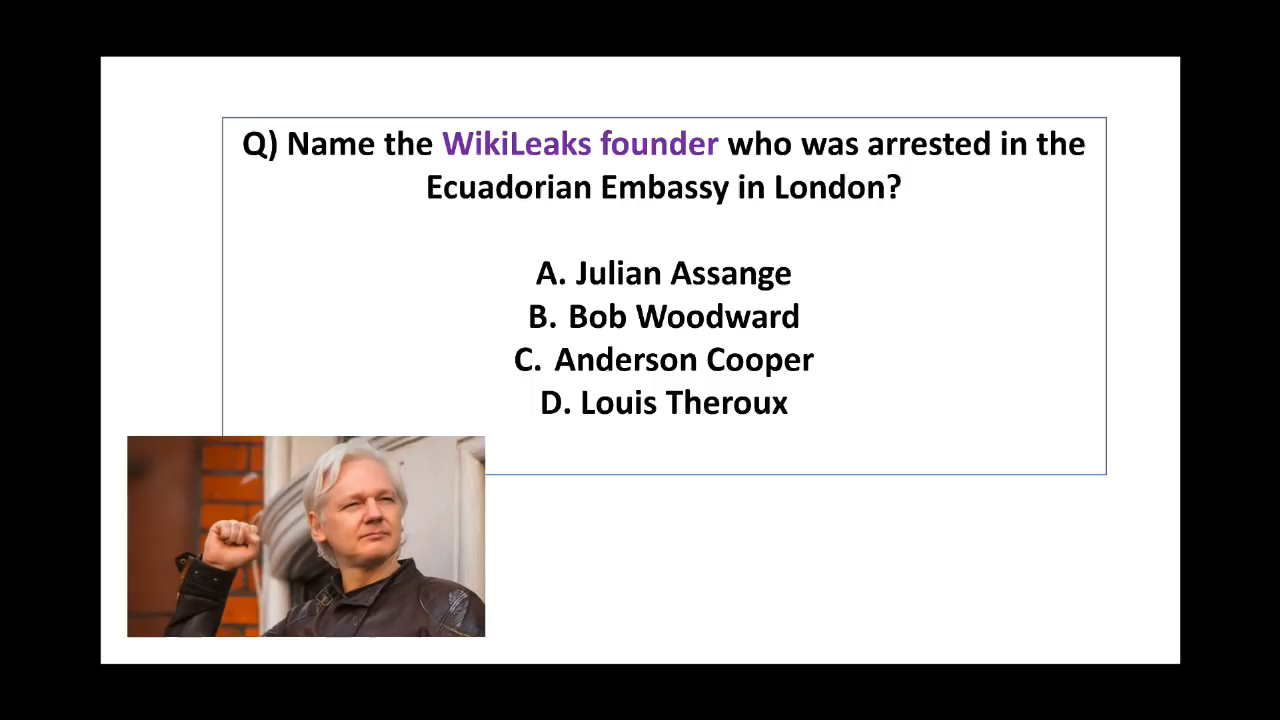 Q) Name the WikiLeaks founder who was arrested in the
Ecuadorian Embassy in London?
A. Julian Assange
B. Bob Woodward
C. Anderson Cooper
D. Louis Theroux